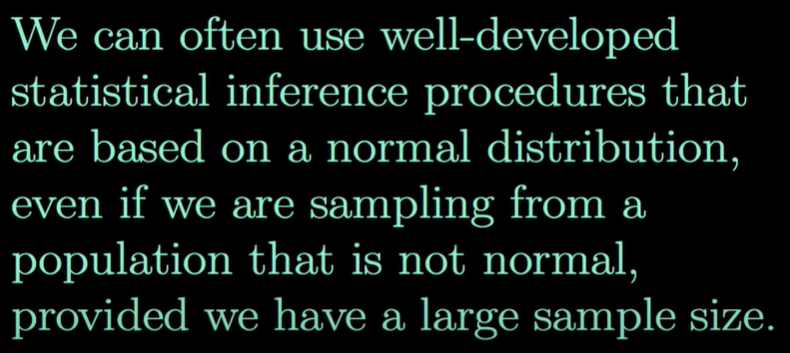 We can often use well-developed
statistical inference procedures that
are based on a normal distribution,
even if we are sampling from a
population that is not normal,
provided we have a large sample size.